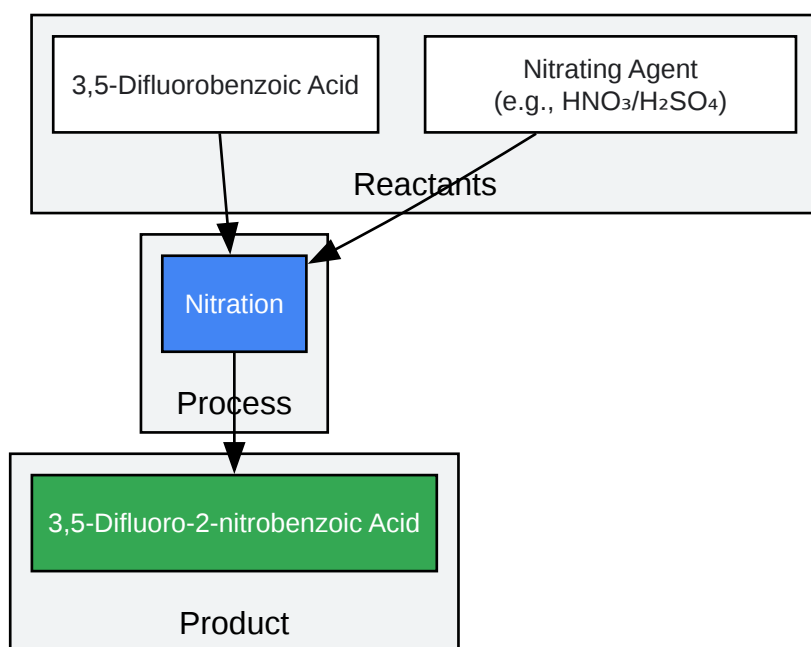 3,5-Difluorobenzoic Acid
Nitrating Agent
(e.g., HNO₃/H₂SO₄)
Reactants
Nitration
Process
3,5-Difluoro-2-nitrobenzoic Acid
Product